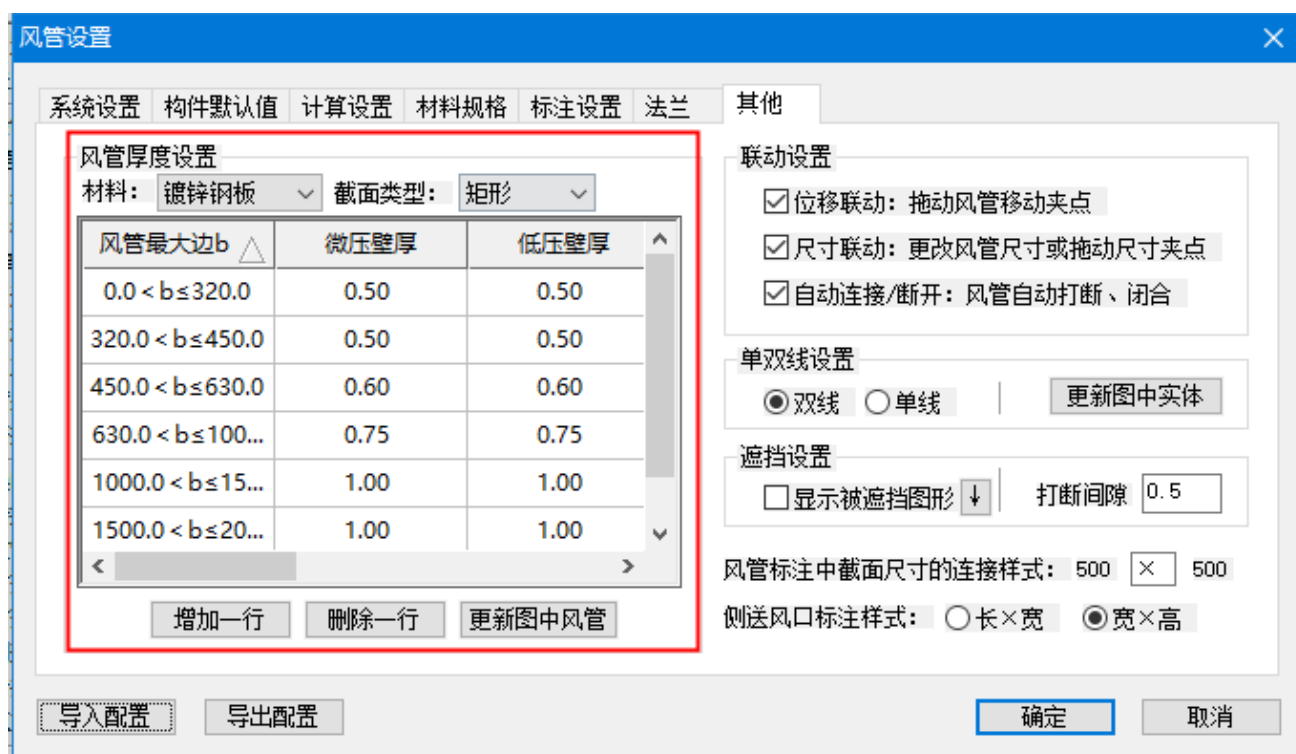 风管设置
系统设置 构件默认值 计算设置 材料规格 标注设置 法兰 其他
风管厚度设置
材料： 镀锌钢板 截面类型： 矩形
风管最大边b 微压壁厚 低压壁厚
0.0＜b≤320.0 0.50 0.50
320.0＜b≤450.0 0.50 0.50
450.0＜b≤630.0 0.60 0.60
630.0＜b≤100... 0.75 0.75
1000.0＜b≤15... 1.00 1.00
1500.0＜b≤20... 1.00 1.00
增加一行 删除一行 更新图中风管
联动设置
位移联动：拖动风管移动夹点
尺寸联动：更改风管尺寸或拖动尺寸夹点
自动连接/断开：风管自动打断、闭合
单双线设置
双线 单线 更新图中实体
遮挡设置
显示被遮挡图形 ↓ 打断间隙 0.5
风管标注中截面尺寸的连接样式： 500 × 500
侧送风口标注样式： 长×宽 宽×高
导入配置 导出配置 确定 取消